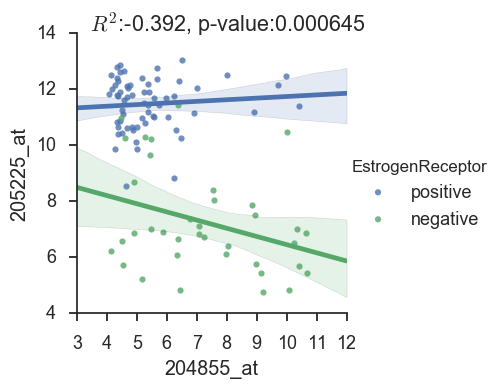 R²:-0.392, p-value:0.000645
14
12
10
8
6
4
205225_at
3 4 5 6 7 8 9 10 11 12
204855_at
EstrogenReceptor
positive
negative